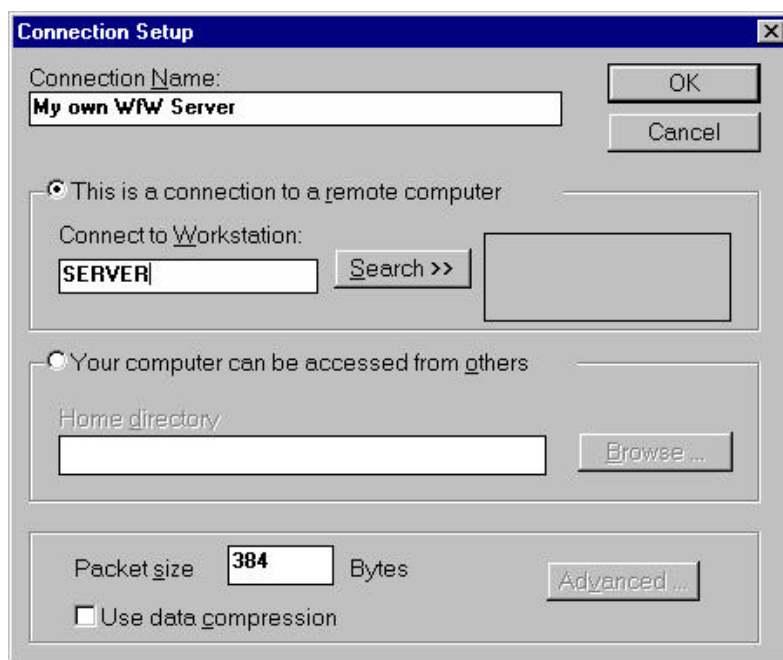 Connection Setup
Connection Name:
OK
My own WfW Server
Cancel
This is a connection to a remote computer
Connect to Workstation:
SERVER
Search >>
Your computer can be accessed from others
Home directory
Browse ...
Packet size 384 Bytes
Advanced ...
Use data compression